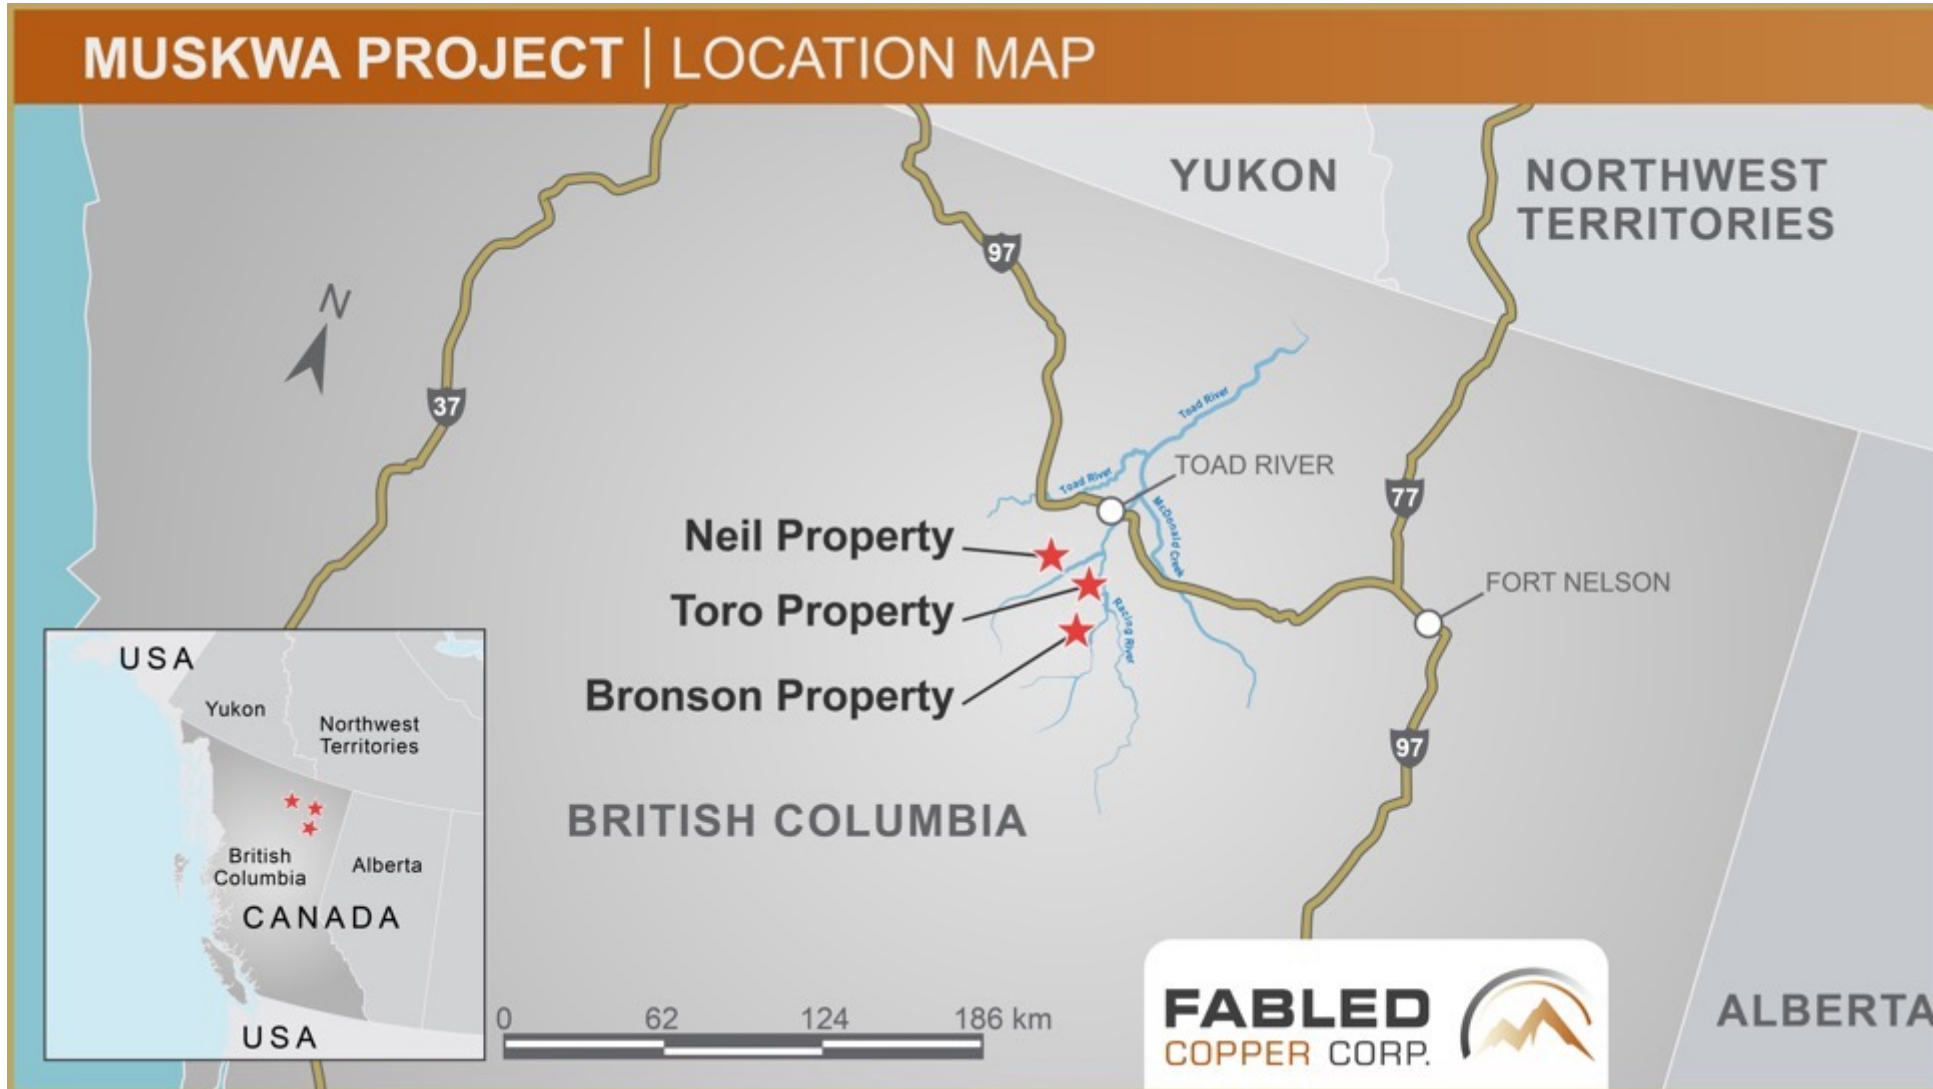 MUSKWA PROJECT | LOCATION MAP
YUKON
NORTHWEST
TERRITORIES
97
N
37
Toad River
TOAD RIVER
Toad River
77
McDonald Creek
Neil Property
FORT NELSON
Toro Property
Racing River
Bronson Property
97
BRITISH COLUMBIA
USA
Yukon
Northwest
Territories
British
Columbia
Alberta
CANADA
USA
0 62 124 186 km
FABLED
COPPER CORP.
ALBERTA